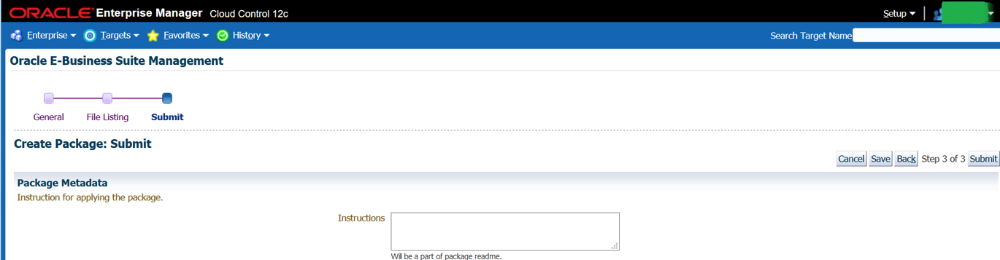 ORACLE Enterprise Manager Cloud Control 12c Setup
Enterprise Targets Favorites History Search Target Name
Oracle E-Business Suite Management
General File Listing Submit
Create Package: Submit
Cancel Save Back Step 3 of 3 Submit
Package Metadata
Instruction for applying the package.
Instructions
Will be a part of package readme.